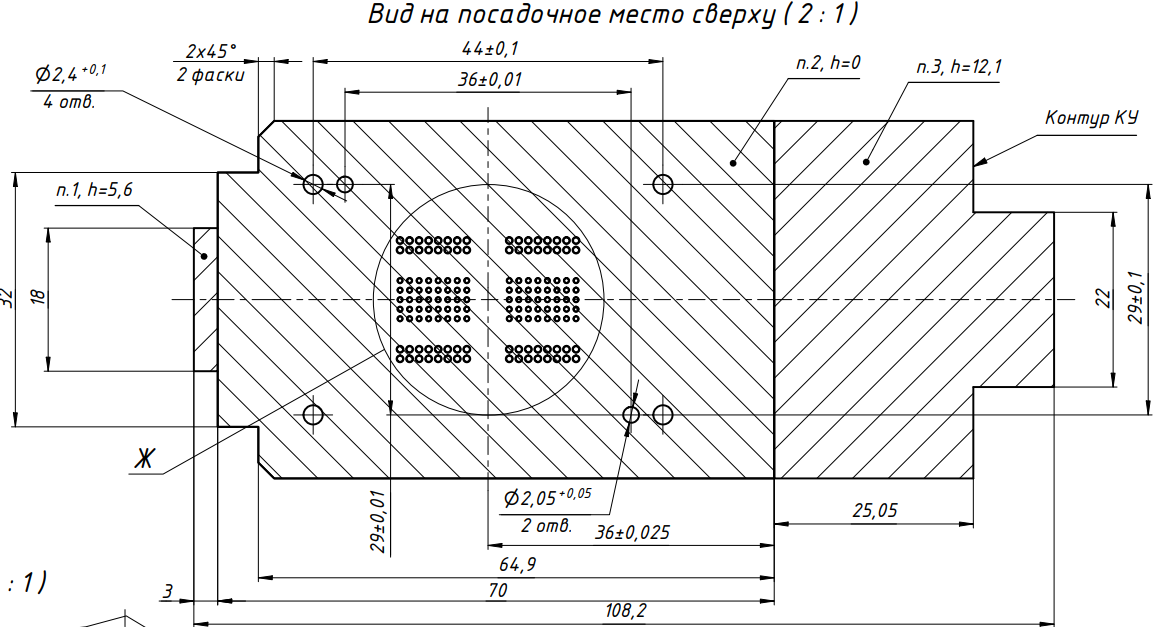 Вид на посадочное место сверху ( 2 : 1 )
2x45°
2 фаски
44±0,1
36±0,01
п.2, h=0
п.3, h=12,1
Контур КУ
Ø2,4 +0,1
4 отв.
п.1, h=5,6
32
18
22
29±0,1
Ж
29±0,01
Ø2,05 +0,05
2 отв.
36±0,025
25,05
64,9
: 1 )
3
70
108,2